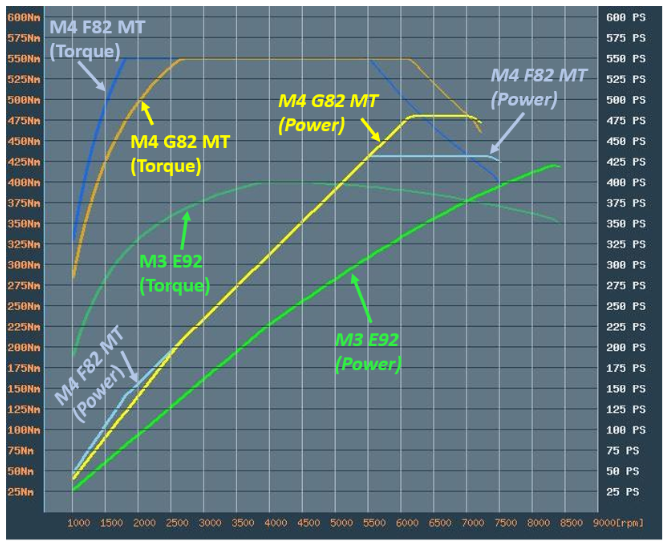 600Nm
575Nm
550Nm
525Nm
500Nm
475Nm
450Nm
425Nm
400Nm
375Nm
350Nm
325Nm
300Nm
275Nm
250Nm
225Nm
200Nm
175Nm
150Nm
125Nm
100Nm
75Nm
50Nm
25Nm
M4 F82 MT
(Torque)
M4 G82 MT
(Torque)
M3 E92
(Torque)
M4 F82 MT
(Power)
M4 G82 MT
(Power)
M4 F82 MT
(Power)
M3 E92
(Power)
600 PS
575 PS
550 PS
525 PS
500 PS
475 PS
450 PS
425 PS
400 PS
375 PS
350 PS
325 PS
300 PS
275 PS
250 PS
225 PS
200 PS
175 PS
150 PS
125 PS
100 PS
75 PS
50 PS
25 PS
1000 1500 2000 2500 3000 3500 4000 4500 5000 5500 6000 6500 7000 7500 8000 8500 9000[rpm]